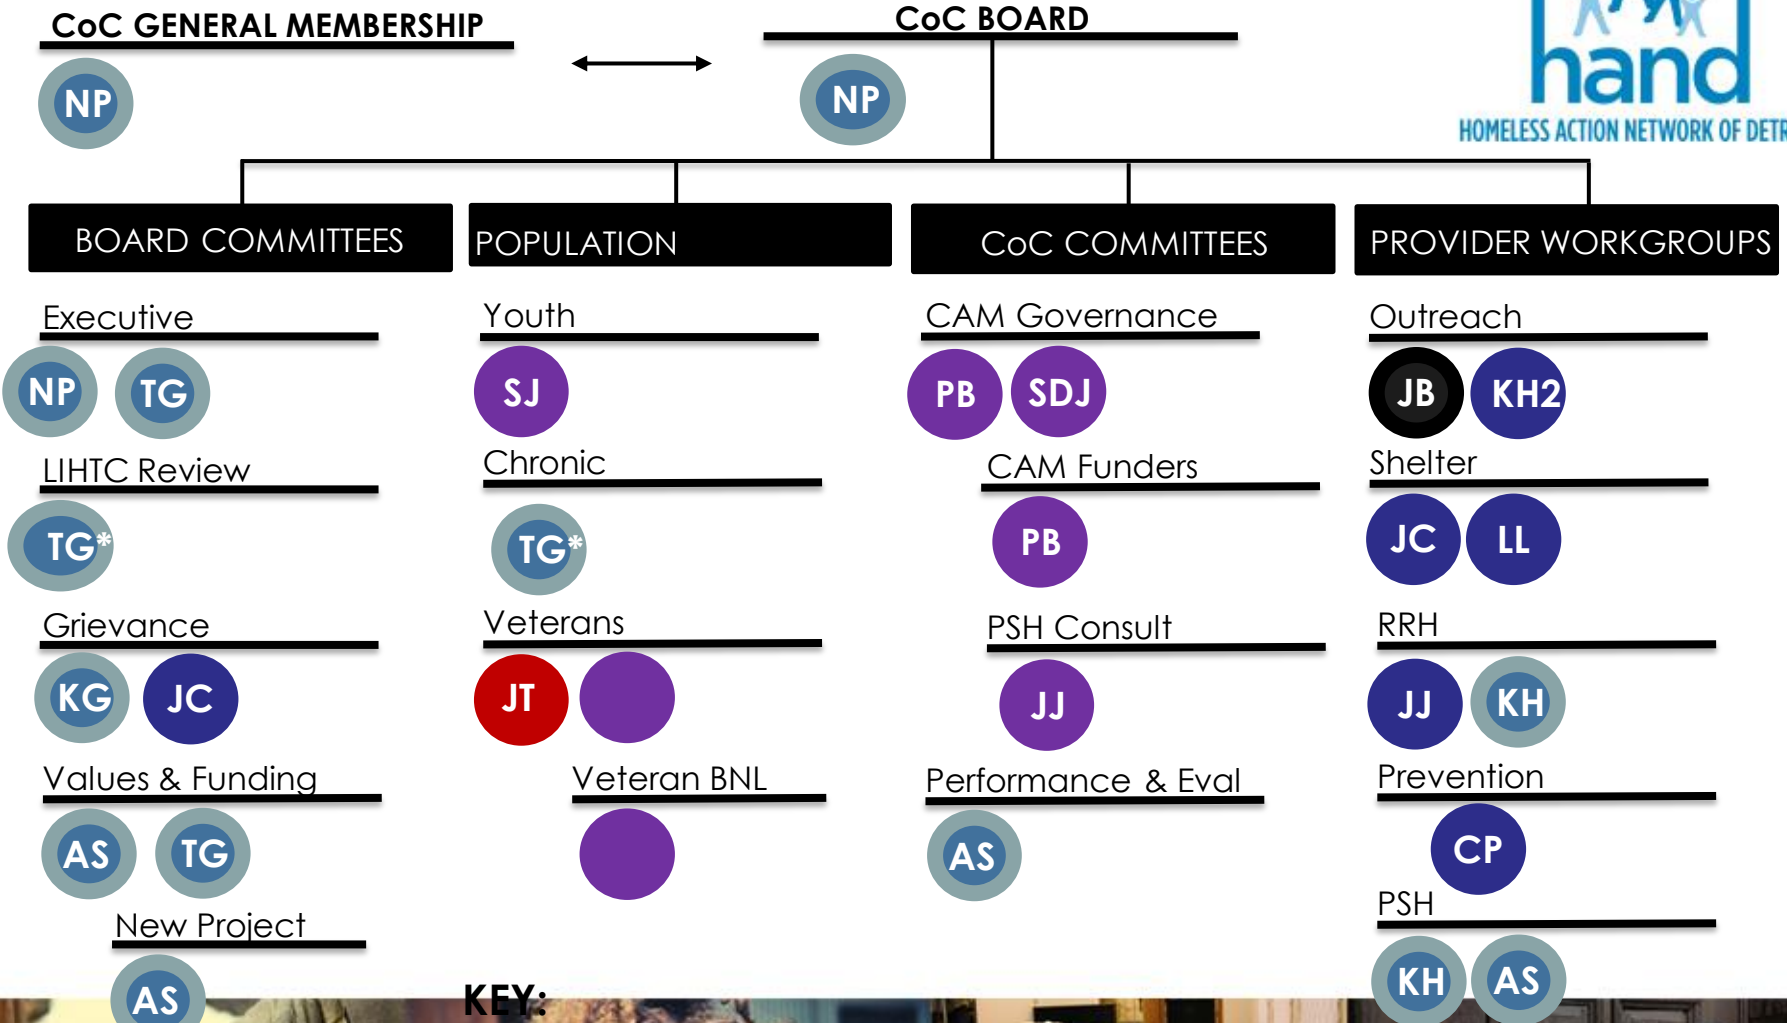 CoC GENERAL MEMBERSHIP
CoC BOARD
NP
NP
hand
HOMELESS ACTION NETWORK OF DETR
BOARD COMMITTEES
POPULATION
CoC COMMITTEES
PROVIDER WORKGROUPS
Executive
NP TG
LIHTC Review
TG*
Grievance
KG JC
Values & Funding
AS TG
New Project
AS
Youth
SJ
Chronic
TG*
Veterans
JT
Veteran BNL
CAM Governance
PB SDJ
CAM Funders
PB
PSH Consult
JJ
Performance & Eval
AS
Outreach
JB KH2
Shelter
JC LL
RRH
JJ KH
Prevention
CP
PSH
KH AS
KEY: